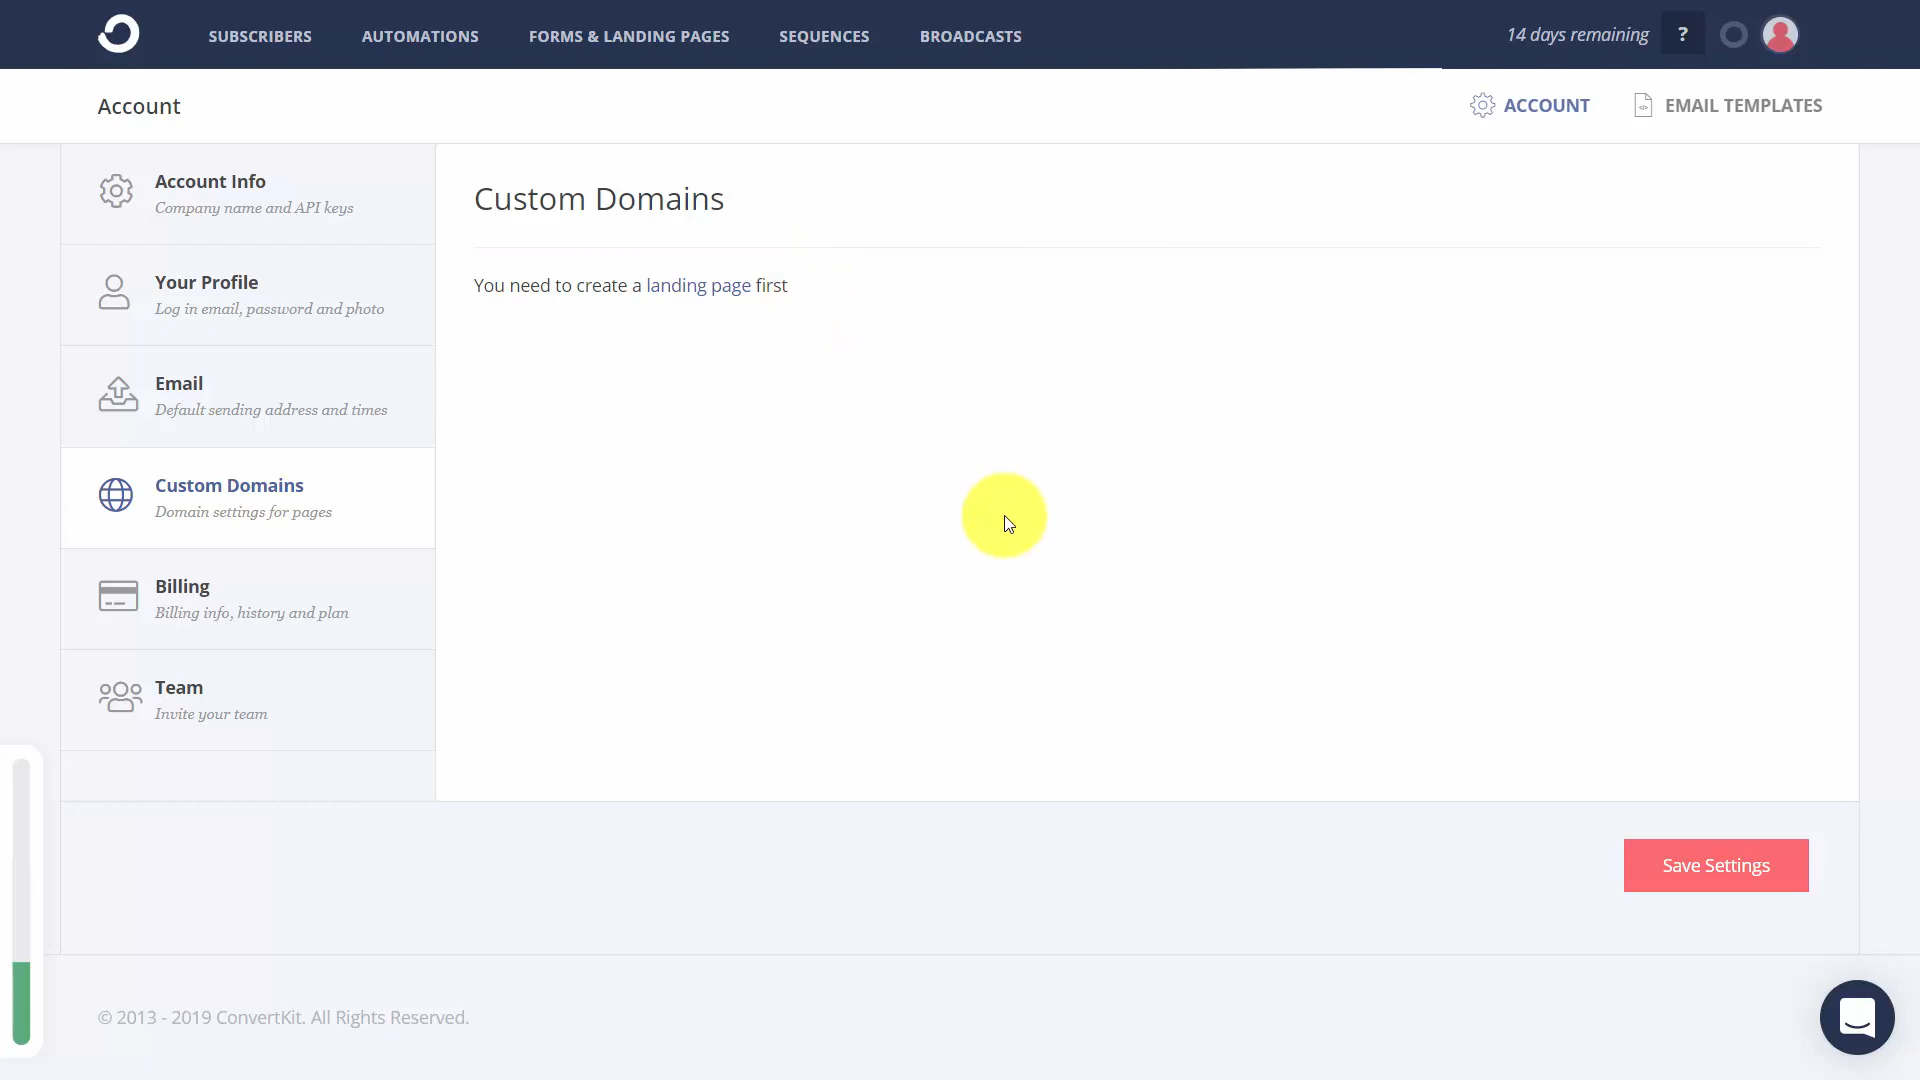 SUBSCRIBERS AUTOMATIONS FORMS & LANDING PAGES SEQUENCES BROADCASTS 14 days remaining ?
Account ACCOUNT EMAIL TEMPLATES
Account Info
Company name and API keys
Your Profile
Log in email, password and photo
Email
Default sending address and times
Custom Domains
Domain settings for pages
Billing
Billing info, history and plan
Team
Invite your team
Custom Domains
You need to create a landing page first
Save Settings
© 2013 - 2019 ConvertKit. All Rights Reserved.